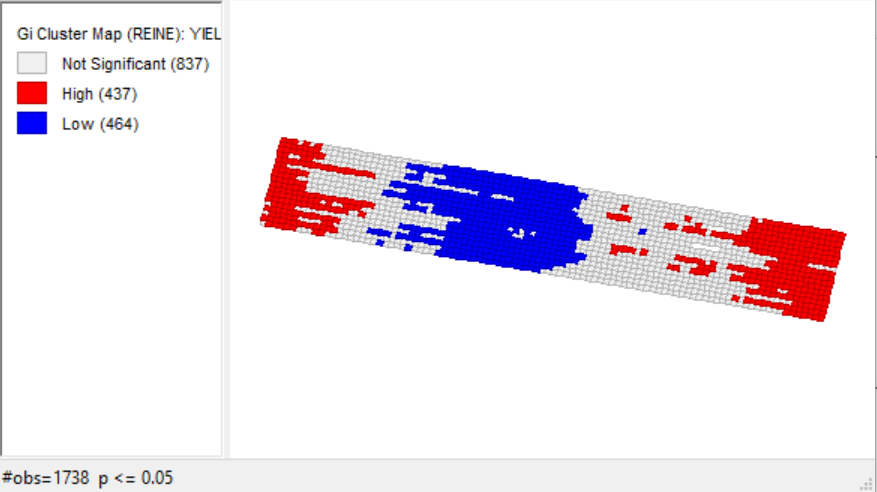 Gi Cluster Map (REINE): YIEL
Not Significant (837)
High (437)
Low (464)
#obs=1738 p <= 0.05